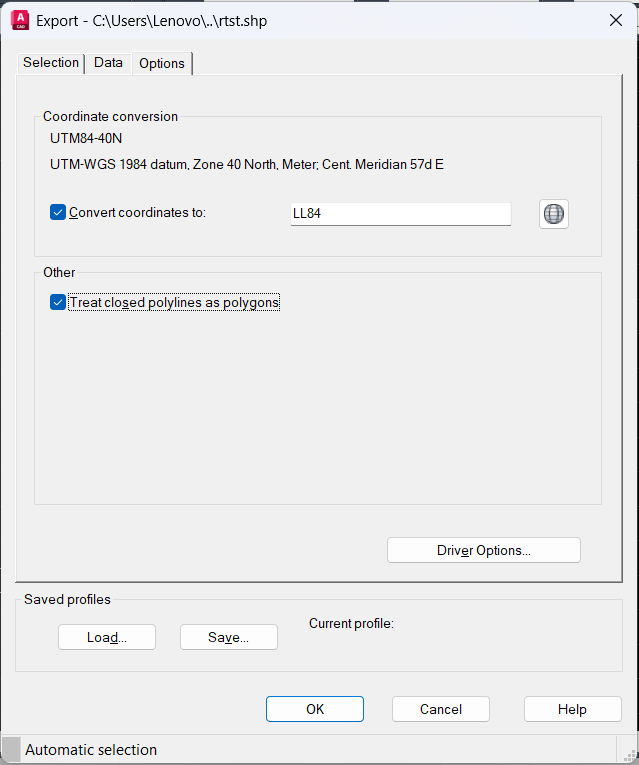 A
CAD
Export - C:\Users\Lenovo\..\rtst.shp
Selection
Data
Options
Coordinate conversion
UTM84-40N
UTM-WGS 1984 datum, Zone 40 North, Meter; Cent. Meridian 57d E
Convert coordinates to:
LL84
Other
Treat closed polylines as polygons
Driver Options...
Saved profiles
Load...
Save...
Current profile:
OK
Cancel
Help
Automatic selection